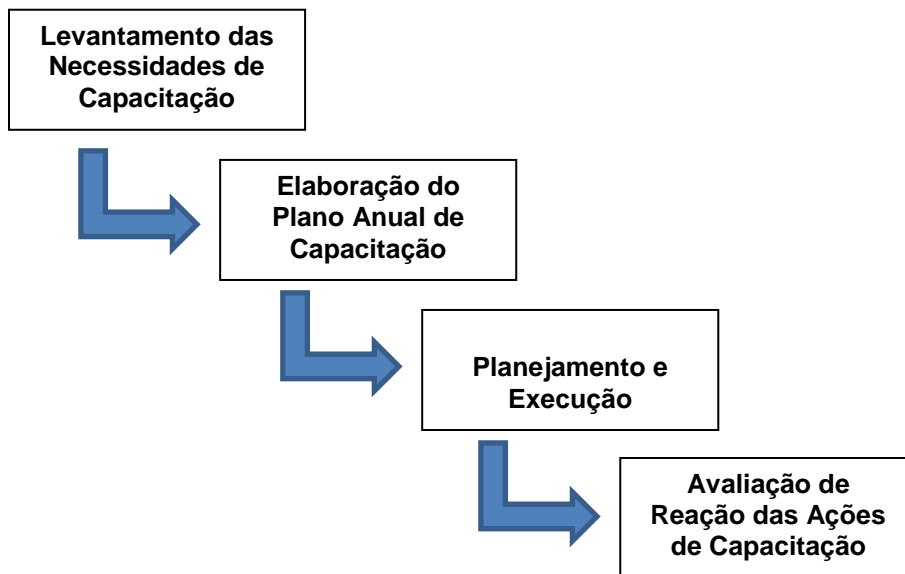 Levantamento das
Necessidades de
Capacitação
Elaboração do
Plano Anual de
Capacitação
Planejamento e
Execução
Avaliação de
Reação das Ações
de Capacitação